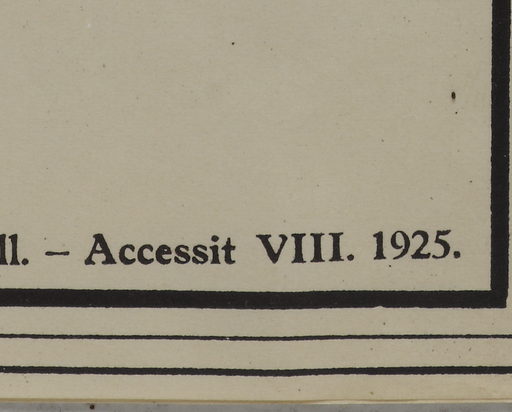 ll. – Accessit VIII. 1925.